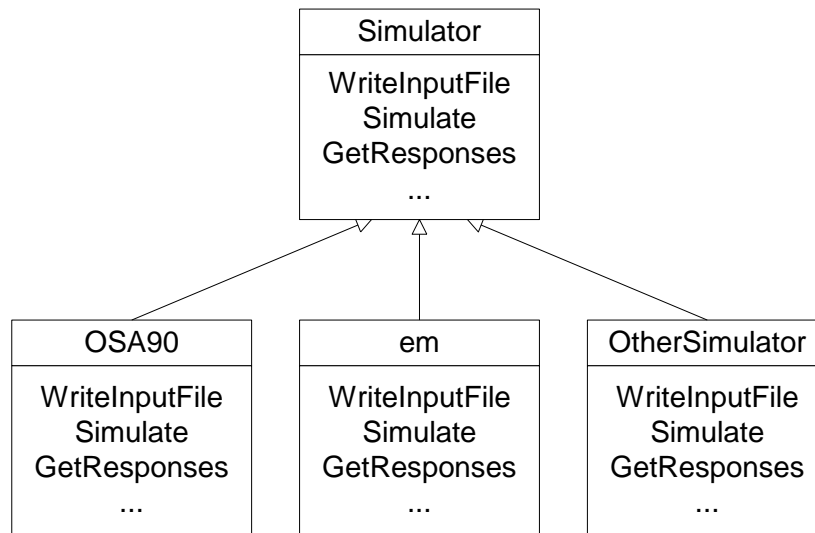 Simulator
WriteInputFile
Simulate
GetResponses
...
OSA90
WriteInputFile
Simulate
GetResponses
...
em
WriteInputFile
Simulate
GetResponses
...
OtherSimulator
WriteInputFile
Simulate
GetResponses
...